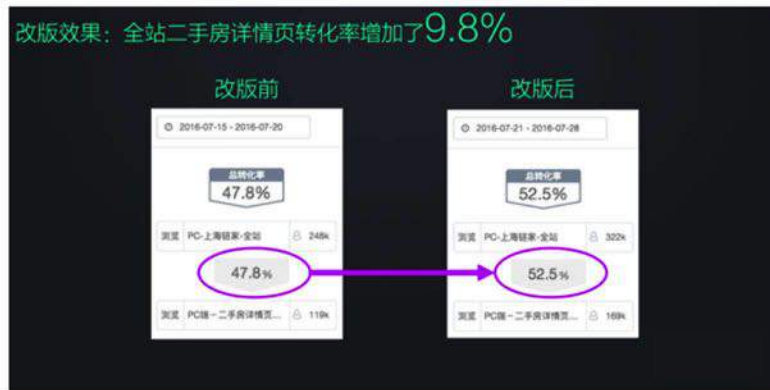 改版效果：全站二手房详情页转化率增加了9.8%
改版前
改版后
2016-07-15 - 2016-07-20
总转化率
47.8%
浏览 PC-上海链家-全站 248k
47.8%
浏览 PC端－二手房详情页... 119k
2016-07-21 - 2016-07-28
总转化率
52.5%
浏览 PC-上海链家-全站 322k
52.5%
浏览 PC端－二手房详情页... 169k